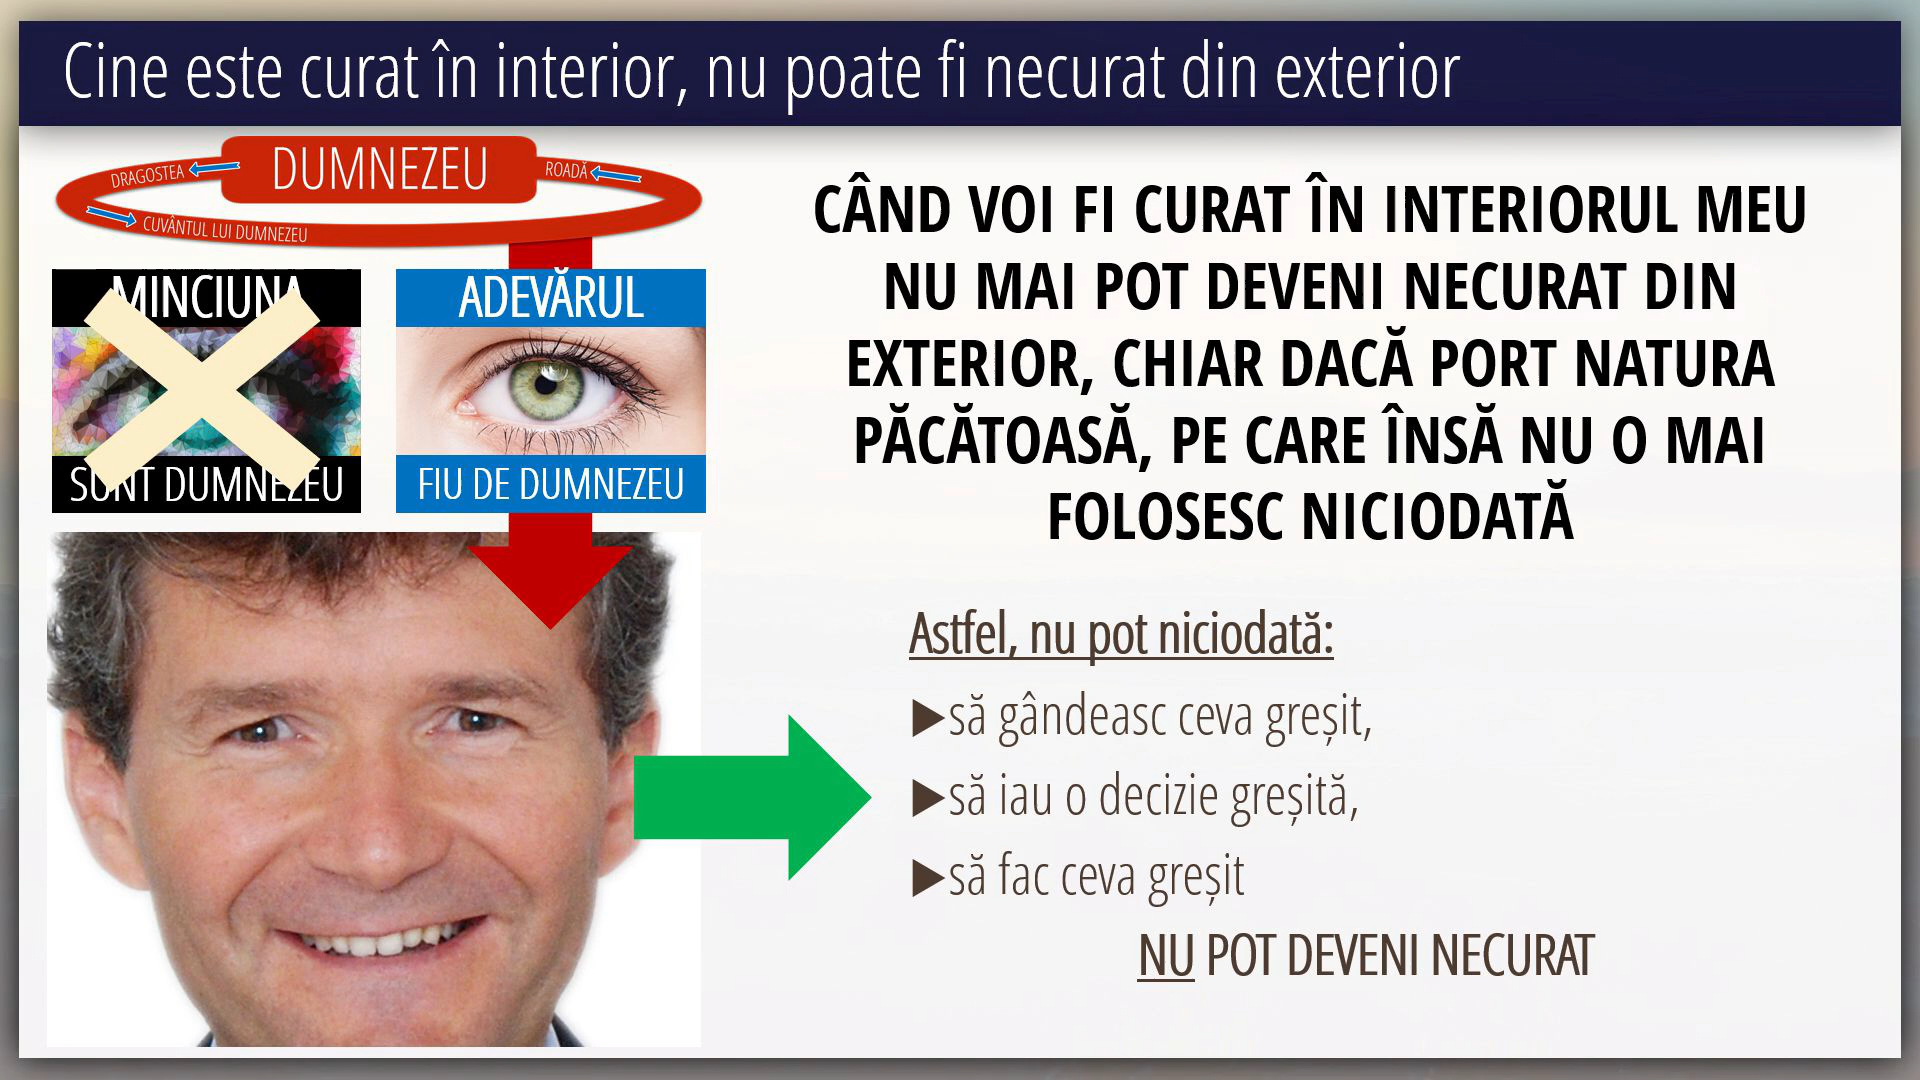 Cine este curat în interior, nu poate fi necurat din exterior
DUMNEZEU
DRAGOSTEA
ROADĂ
CUVÂNTUL LUI DUMNEZEU
MINCIUNA
SUNT DUMNEZEU
ADEVĂRUL
FIU DE DUMNEZEU
CÂND VOI FI CURAT ÎN INTERIORUL MEU
NU MAI POT DEVENI NECURAT DIN
EXTERIOR, CHIAR DACĂ PORT NATURA
PĂCĂTOASĂ, PE CARE ÎNSĂ NU O MAI
FOLOSESC NICIODATĂ
Astfel, nu pot niciodată:
▶să gândeasc ceva greșit,
▶să iau o decizie greșită,
▶să fac ceva greșit
NU POT DEVENI NECURAT